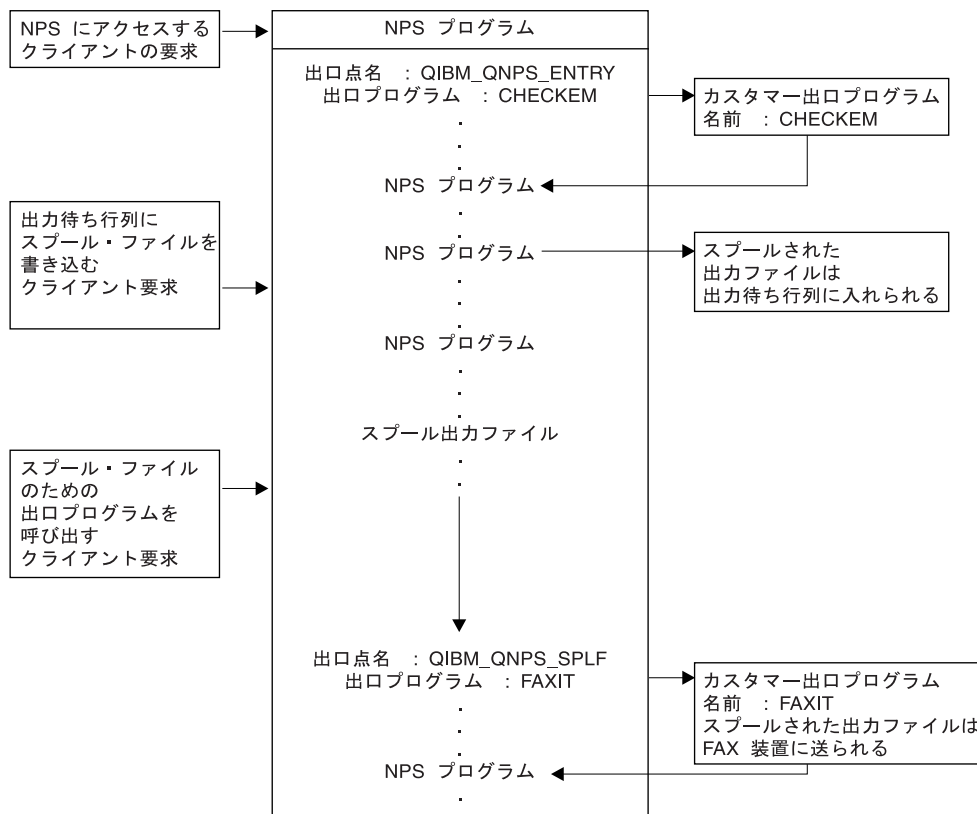 NPS にアクセスする
クライアントの要求
NPS プログラム
出口点名 : QIBM_QNPS_ENTRY
出口プログラム : CHECKEM
カスタマー出口プログラム
名前 : CHECKEM
NPS プログラム
出力待ち行列に
スプール・ファイルを
書き込む
クライアント要求
NPS プログラム
スプールされた
出力ファイルは
出力待ち行列に入れられる
NPS プログラム
スプール出力ファイル
スプール・ファイル
のための
出口プログラムを
呼び出す
クライアント要求
出口点名 : QIBM_QNPS_SPLF
出口プログラム : FAXIT
カスタマー出口プログラム
名前 : FAXIT
スプールされた出力ファイルは
FAX 装置に送られる
NPS プログラム